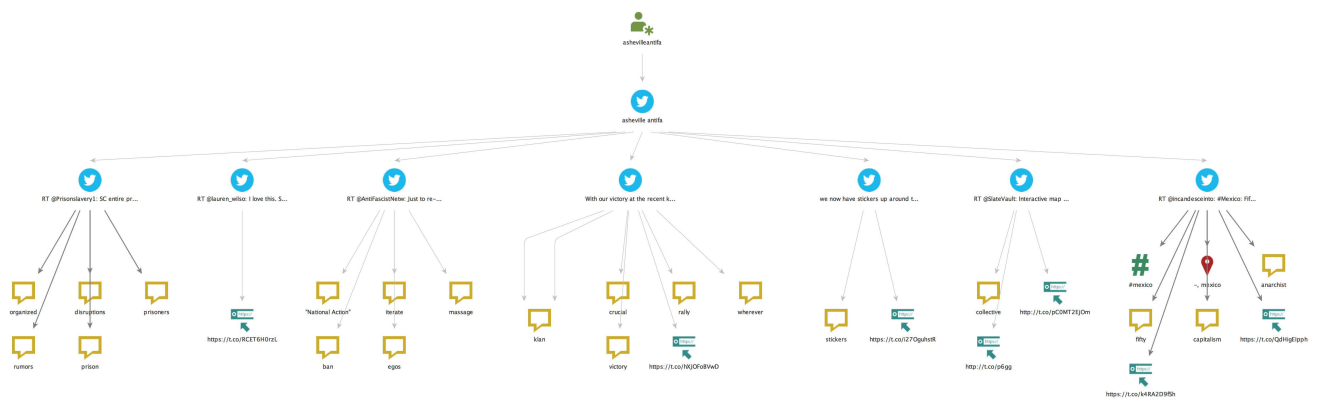 ashevilleantifa
asheville antifa
RT @Prisonslavery1: SC entire pr...
RT @lauren_wilso: I love this. S...
RT @AntiFascistNetw: Just to re-...
With our victory at the recent k...
we now have stickers up around t...
RT @SlateVault: Interactive map ...
RT @incandesceinto: #Mexico: Fif...
organized
disruptions
prisoners
rumors
prison
https://t.co/RCET6H0rzL
"National Action"
iterate
massage
ban
egos
klan
crucial
rally
wherever
victory
https://t.co/hXJOFo8VwD
stickers
https://t.co/i27OguhstR
collective
http://t.co/pC0MT2EjOm
http://t.co/p6gg
#mexico
-, mexico
anarchist
fifty
capitalism
https://t.co/QdHigEipph
https://t.co/k4RA2D9fSh